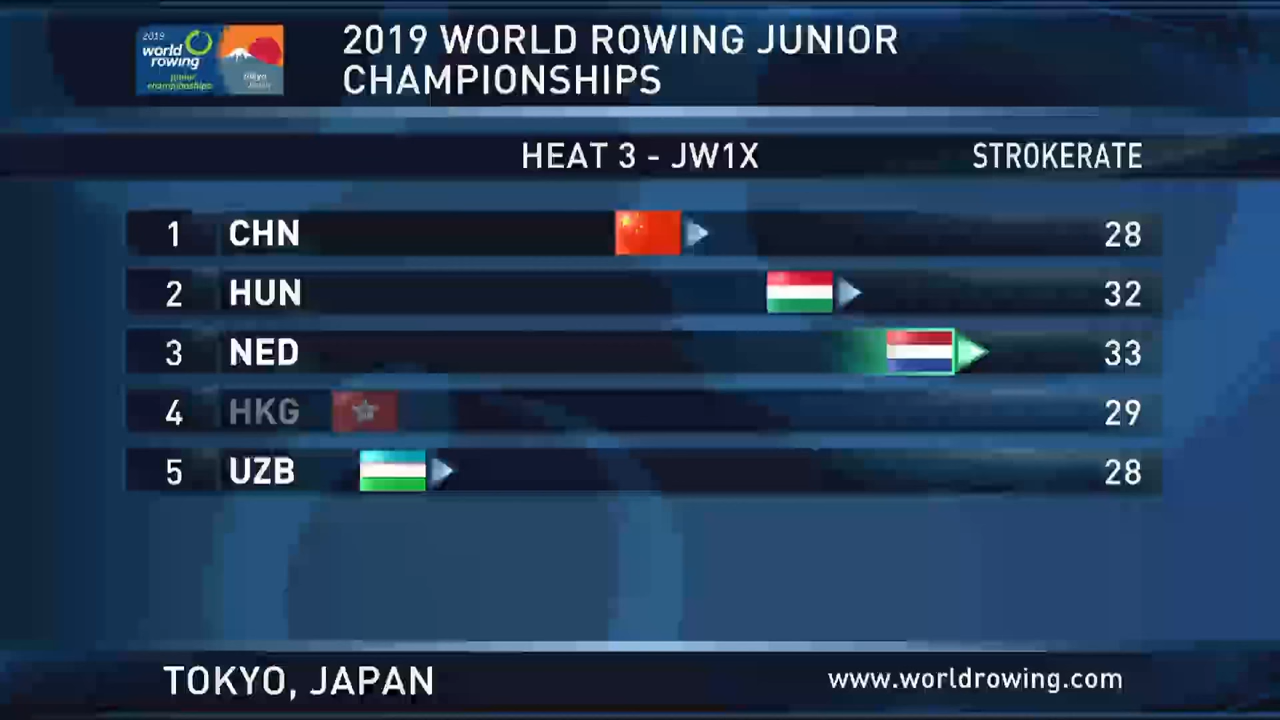 2019
world
rowing
junior
championships
tokyo
2019 WORLD ROWING JUNIOR
CHAMPIONSHIPS
HEAT 3 - JW1X STROKERATE
1 CHN 28
2 HUN 32
3 NED 33
4 HKG 29
5 UZB 28
TOKYO, JAPAN www.worldrowing.com